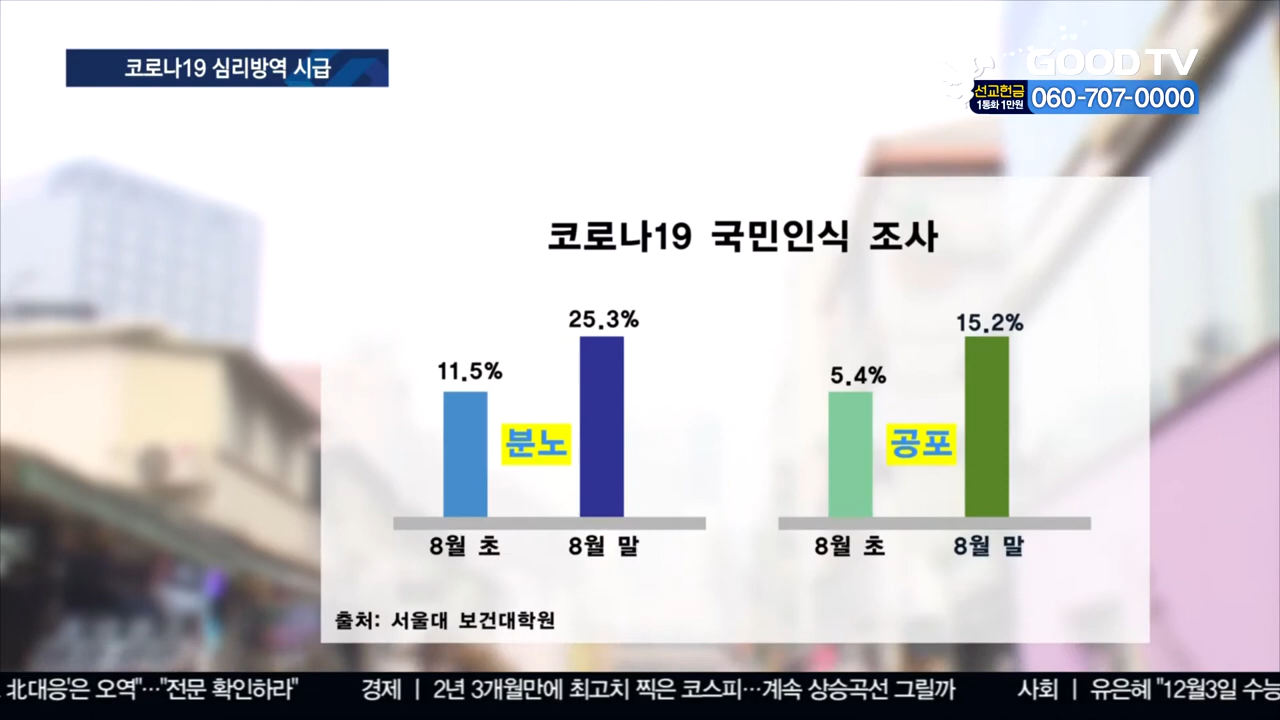 코로나19 심리방역 시급
GOODTV
선교헌금
1통화 1만원
060-707-0000
코로나19 국민인식 조사
11.5%
25.3%
분노
8월 초
8월 말
5.4%
15.2%
공포
8월 초
8월 말
출처: 서울대 보건대학원
北대응'은 오역"…"전문 확인하라" 경제 | 2년 3개월만에 최고치 찍은 코스피…계속 상승곡선 그릴까 사회 | 유은혜 "12월3일 수능